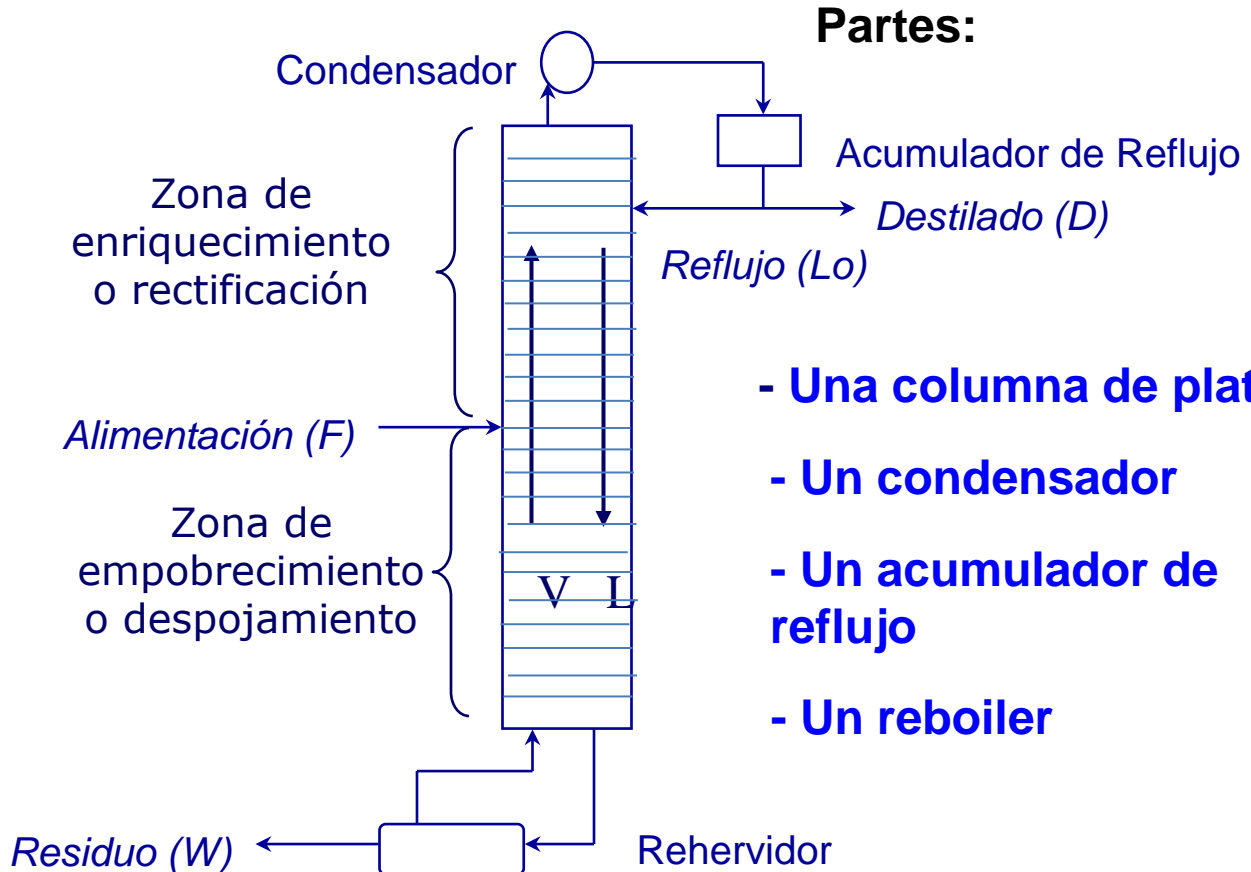 Partes:
Condensador
Acumulador de Reflujo
Zona de
enriquecimiento
o rectificación
Destilado (D)
Reflujo (Lo)
- Una columna de plat
Alimentación (F)
- Un condensador
Zona de
empobrecimiento
o despojamiento
- Un acumulador de
reflujo
V L
- Un reboiler
Residuo (W)
Rehervidor